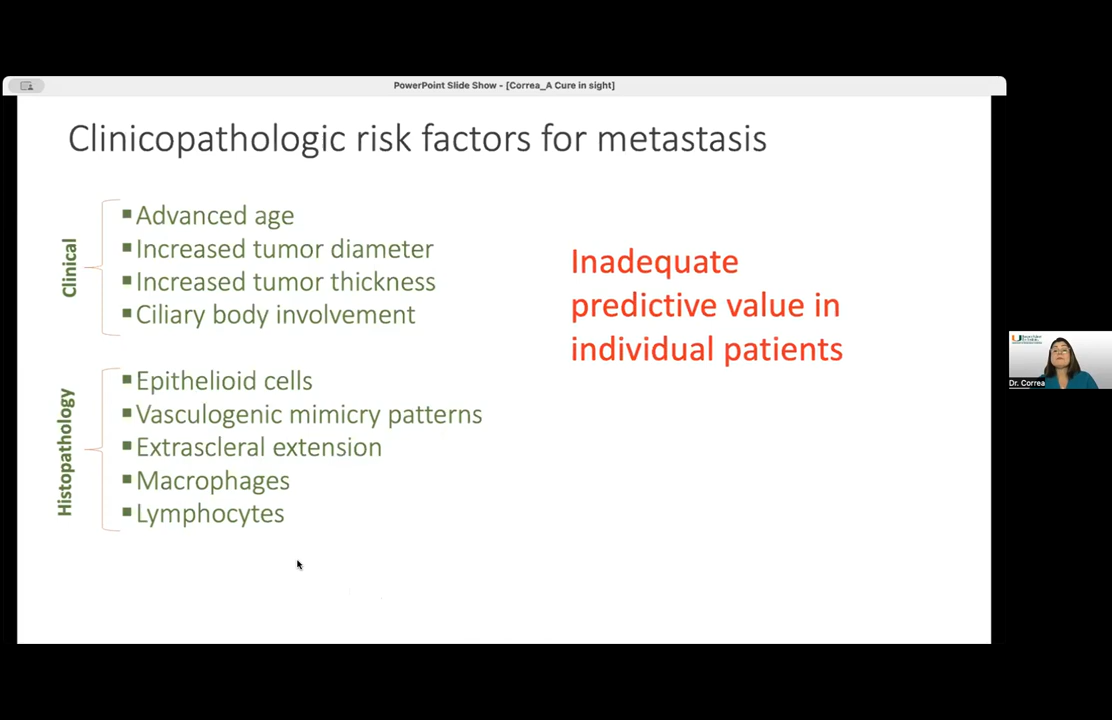 PowerPoint Slide Show - [Correa_A Cure in sight]
Clinicopathologic risk factors for metastasis
Clinical
▪Advanced age
▪Increased tumor diameter
▪Increased tumor thickness
▪Ciliary body involvement
Histopathology
▪Epithelioid cells
▪Vasculogenic mimicry patterns
▪Extrascleral extension
▪Macrophages
▪Lymphocytes
Inadequate
predictive value in
individual patients
Dr. Correa